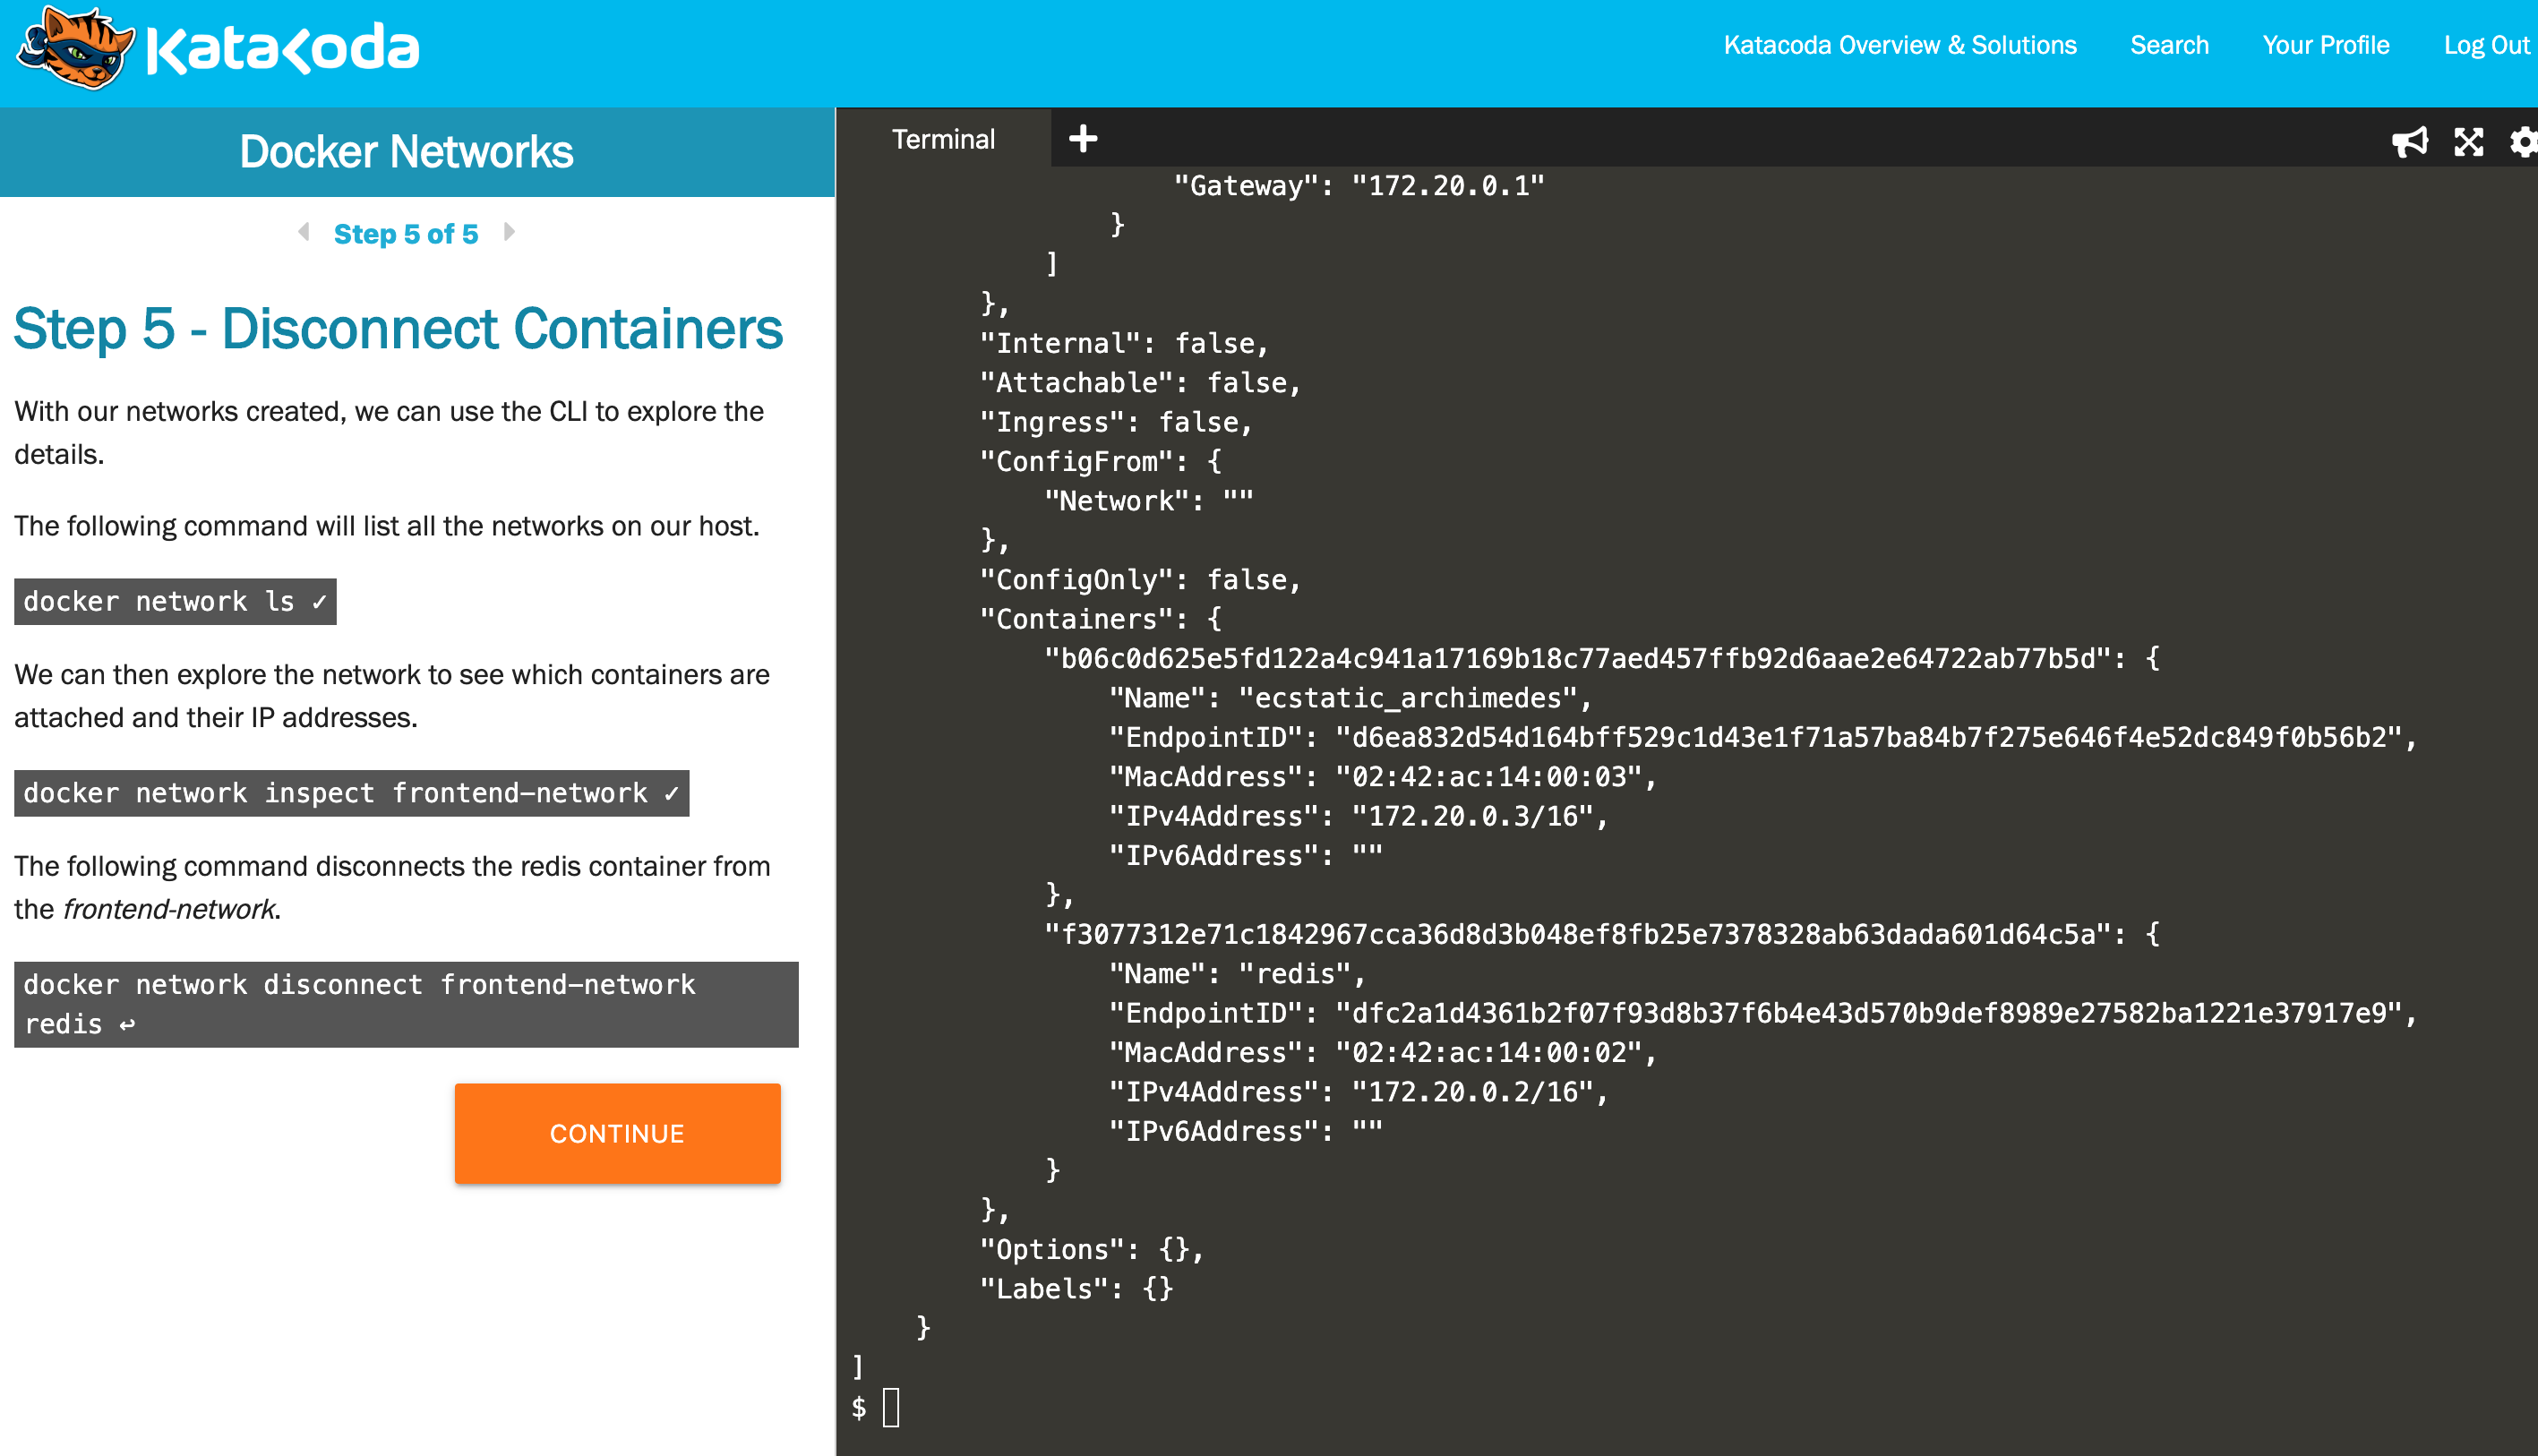 Katacoda
Katacoda Overview & Solutions
Search
Your Profile
Log Out
Docker Networks
Step 5 of 5
Step 5 - Disconnect Containers
With our networks created, we can use the CLI to explore the
details.
The following command will list all the networks on our host.
docker network ls ✓
We can then explore the network to see which containers are
attached and their IP addresses.
docker network inspect frontend-network ✓
The following command disconnects the redis container from
the frontend-network.
docker network disconnect frontend-network
redis ↩
CONTINUE
Terminal
"Gateway": "172.20.0.1"
}
]
},
"Internal": false,
"Attachable": false,
"Ingress": false,
"ConfigFrom": {
"Network": ""
},
"ConfigOnly": false,
"Containers": {
"b06c0d625e5fd122a4c941a17169b18c77aed457ffb92d6aae2e64722ab77b5d": {
"Name": "ecstatic_archimedes",
"EndpointID": "d6ea832d54d164bff529c1d43e1f71a57ba84b7f275e646f4e52dc849f0b56b2",
"MacAddress": "02:42:ac:14:00:03",
"IPv4Address": "172.20.0.3/16",
"IPv6Address": ""
},
"f3077312e71c1842967cca36d8d3b048ef8fb25e7378328ab63dada601d64c5a": {
"Name": "redis",
"EndpointID": "dfc2a1d4361b2f07f93d8b37f6b4e43d570b9def8989e27582ba1221e37917e9",
"MacAddress": "02:42:ac:14:00:02",
"IPv4Address": "172.20.0.2/16",
"IPv6Address": ""
}
},
"Options": {},
"Labels": {}
}
]
$